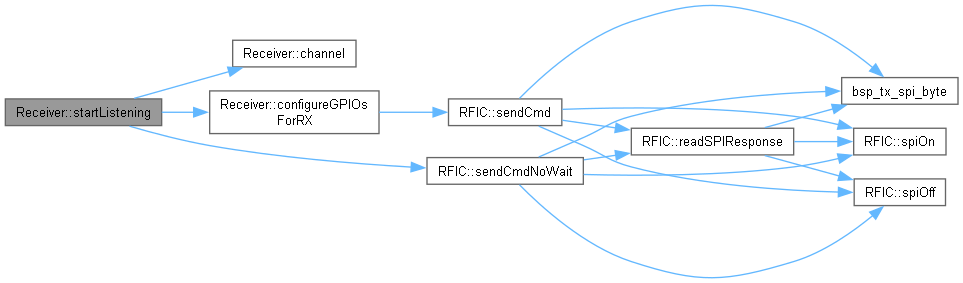 Receiver::startListening
Receiver::channel
Receiver::configureGPIOs
ForRX
RFIC::sendCmd
RFIC::sendCmdNoWait
RFIC::readSPIResponse
bsp_tx_spi_byte
RFIC::spiOn
RFIC::spiOff